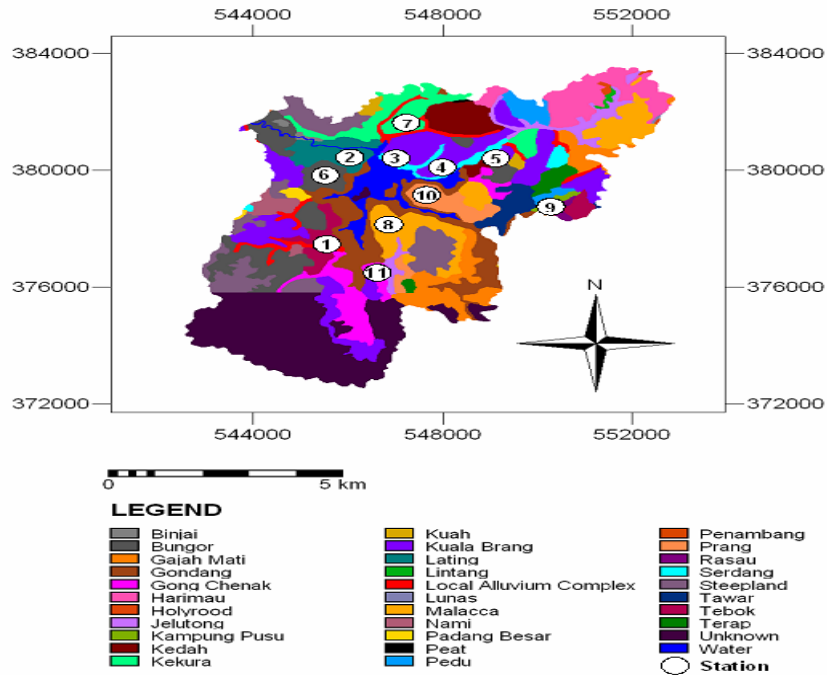 544000 548000 552000
384000 384000
7
2 3 4 5
380000 380000
6
10
9
8
1
11
376000 376000
N
372000 372000
544000 548000 552000
0 5 km
LEGEND
Binjai
Bungor
Gajah Mati
Gondang
Gong Chenak
Harimau
Holyrood
Jelutong
Kampung Pusu
Kedah
Kekura
Kuah
Kuala Brang
Lating
Lintang
Local Alluvium Complex
Lunas
Malacca
Nami
Padang Besar
Peat
Pedu
Penambang
Prang
Rasau
Serdang
Steepland
Tawar
Tebok
Terap
Unknown
Water
Station